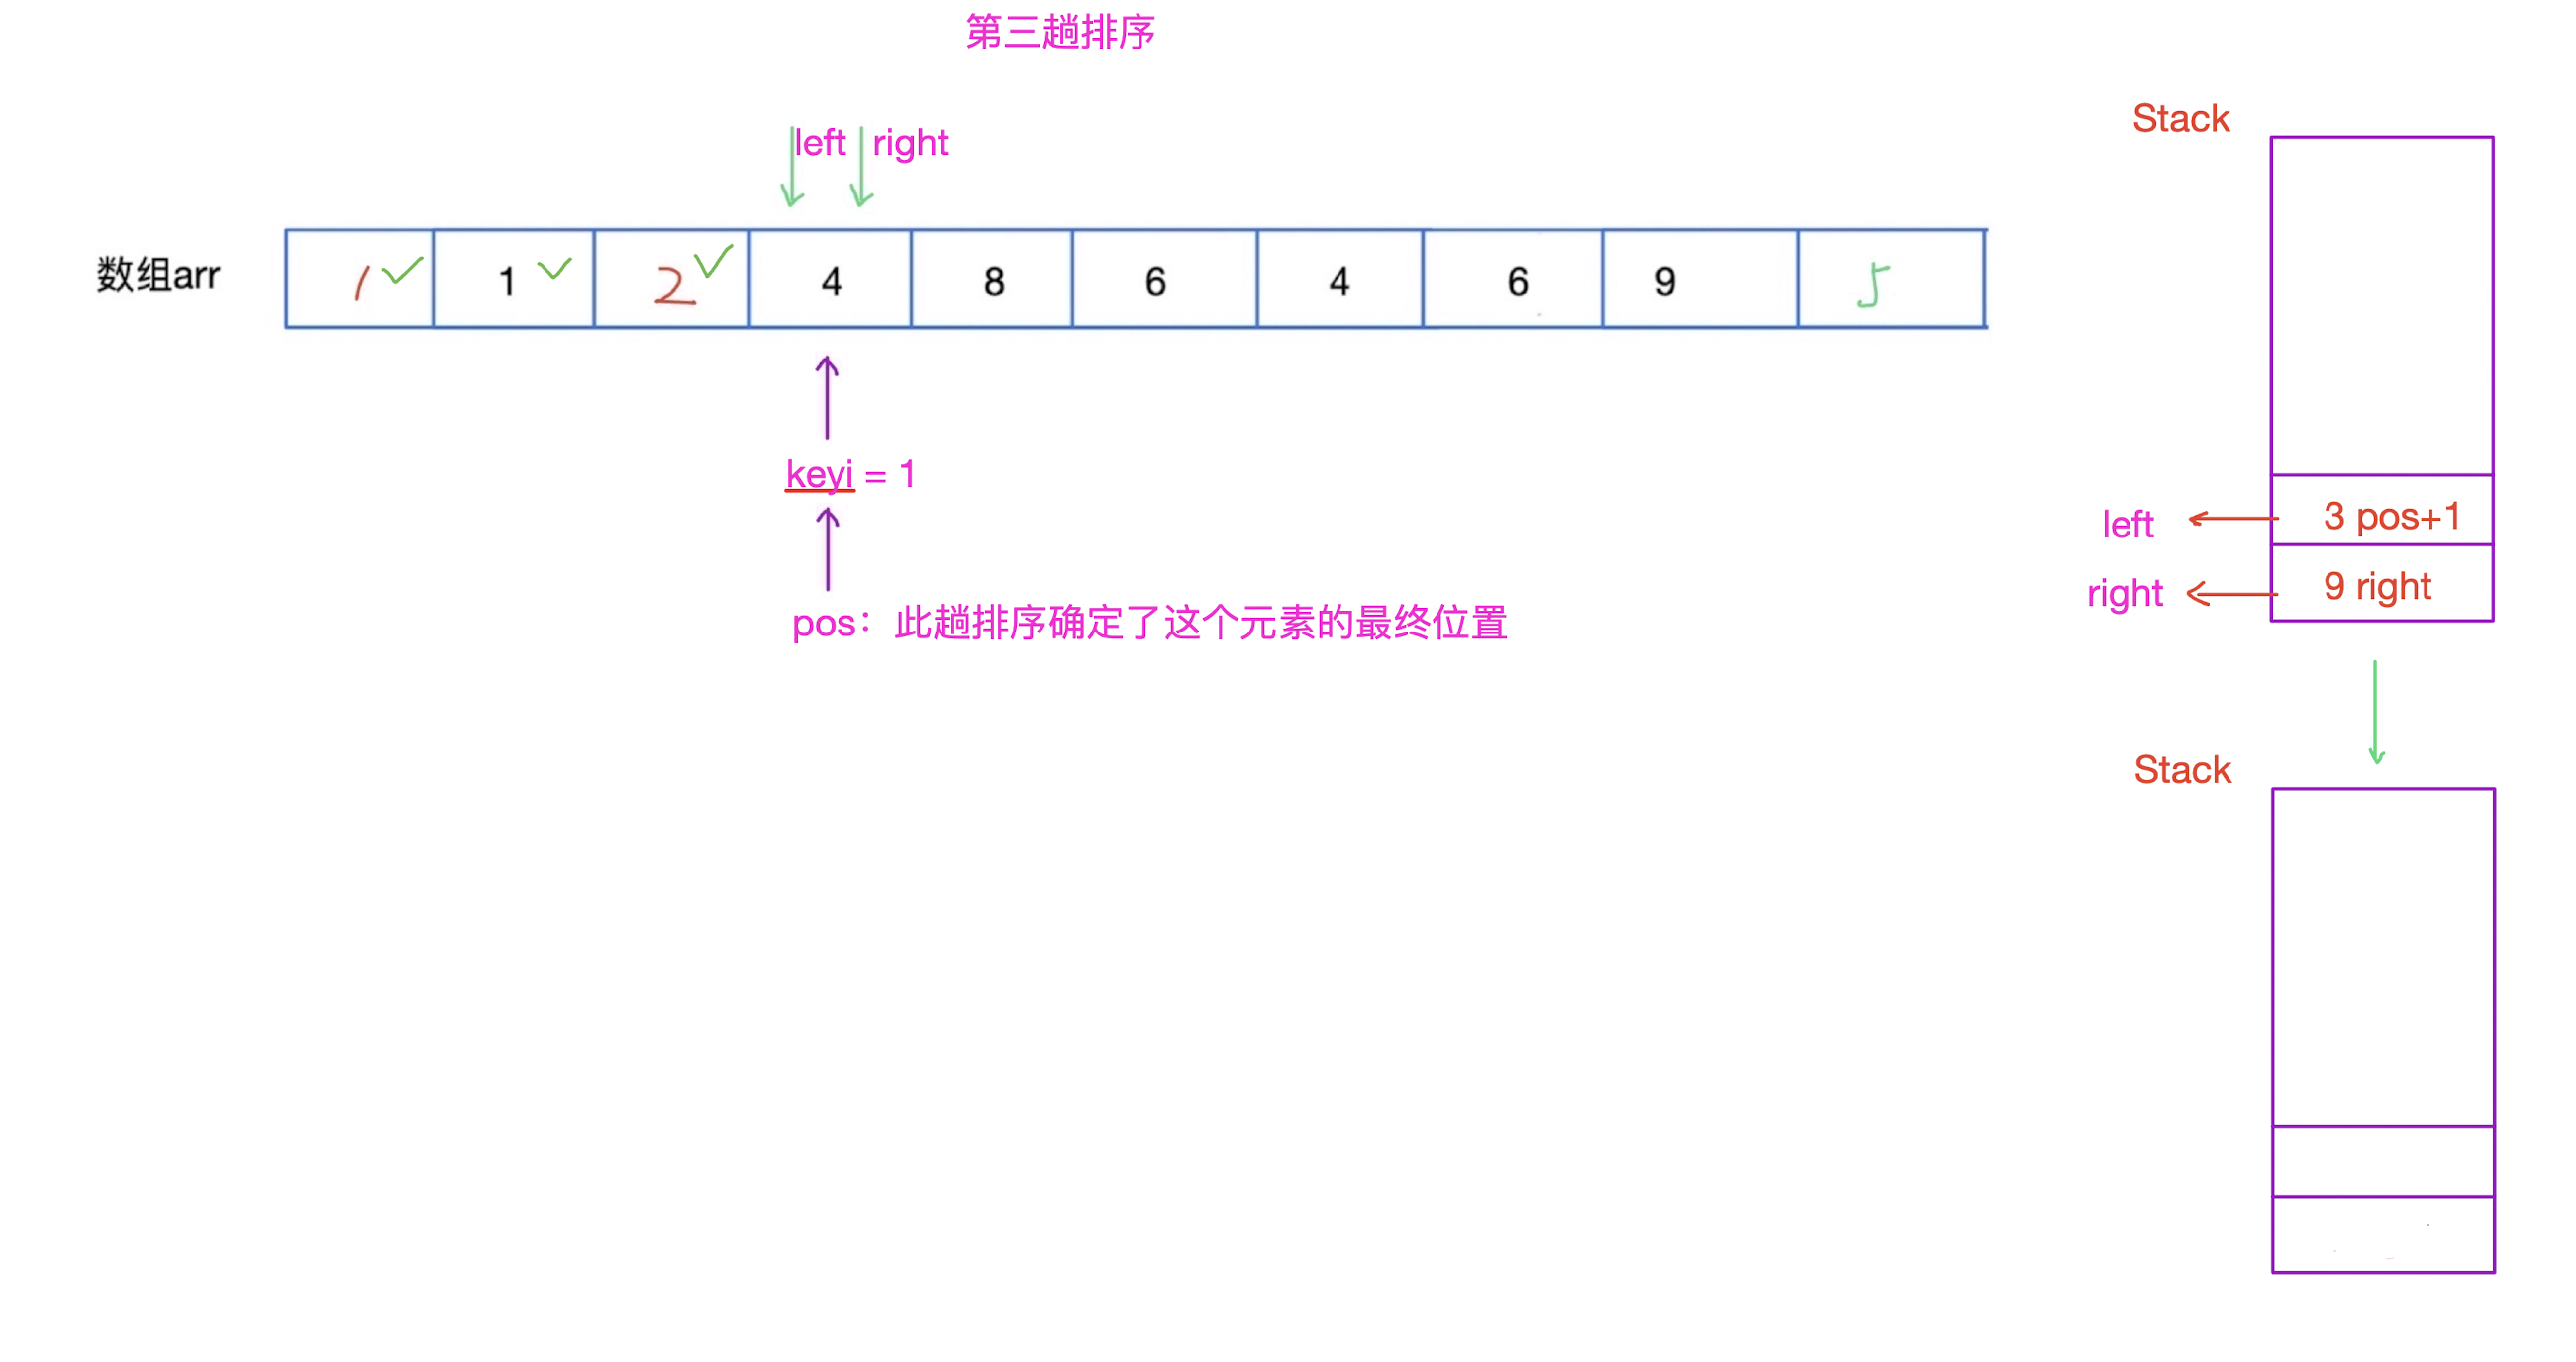 第三趟排序
Stack
left right
数组arr 1 1 2 4 8 6 4 6 9 5
keyi = 1
left 3 pos+1
right 9 right
pos：此趟排序确定了这个元素的最终位置
Stack